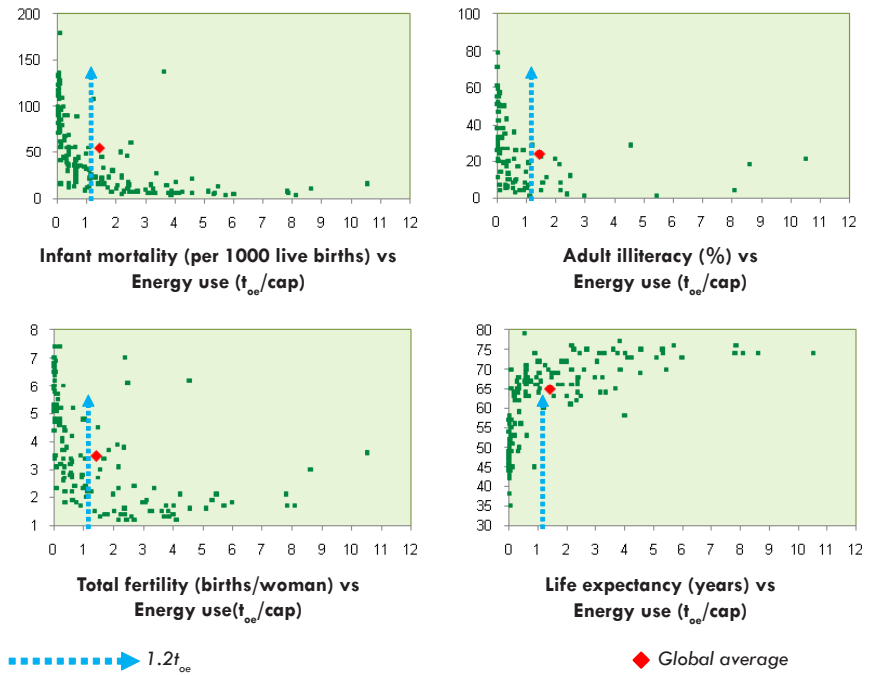 200
150
100
50
0
0 1 2 3 4 5 6 7 8 9 10 11 12
Infant mortality (per 1000 live births) vs
Energy use (toe/cap)
100
80
60
40
20
0
0 1 2 3 4 5 6 7 8 9 10 11 12
Adult illiteracy (%) vs
Energy use (toe/cap)
8
7
6
5
4
3
2
1
0 1 2 3 4 5 6 7 8 9 10 11 12
Total fertility (births/woman) vs
Energy use(toe/cap)
80
75
70
65
60
55
50
45
40
35
30
0 1 2 3 4 5 6 7 8 9 10 11 12
Life expectancy (years) vs
Energy use (toe/cap)
1.2toe
Global average